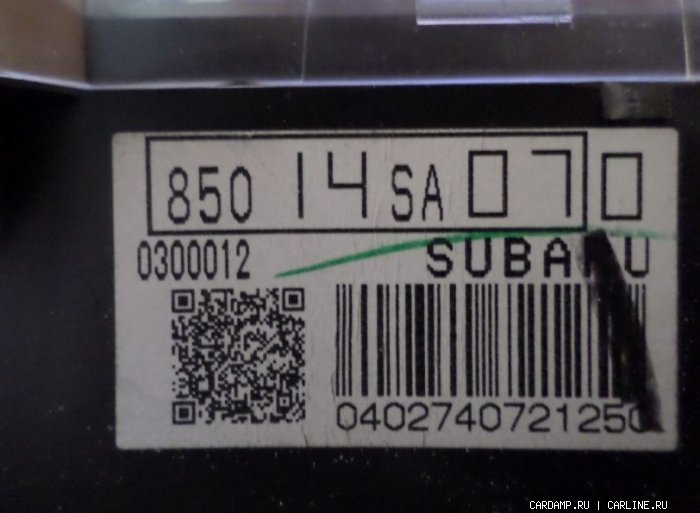 850 14 SA 070
0300012 SUBARU
0402740721250
CARDAMP.RU | CARLINE.RU